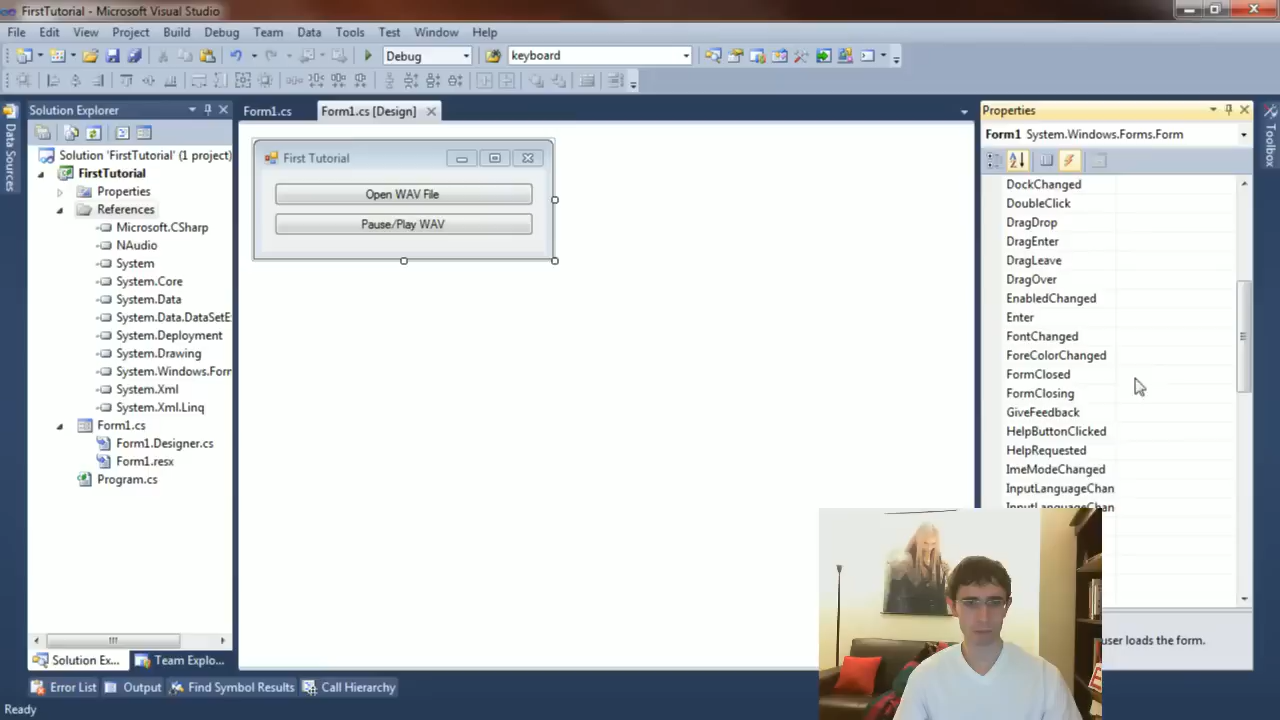 FirstTutorial - Microsoft Visual Studio
File Edit View Project Build Debug Team Data Tools Test Window Help
Debug keyboard
Data Sources
Solution Explorer
Solution 'FirstTutorial' (1 project)
FirstTutorial
Properties
References
Microsoft.CSharp
NAudio
System
System.Core
System.Data
System.Data.DataSetE
System.Deployment
System.Drawing
System.Windows.For
System.Xml
System.Xml.Linq
Form1.cs
Form1.Designer.cs
Form1.resx
Program.cs
Solution Ex... Team Explo...
Form1.cs Form1.cs [Design]
First Tutorial
Open WAV File
Pause/Play WAV
Properties
Form1 System.Windows.Forms.Form
DockChanged
DoubleClick
DragDrop
DragEnter
DragLeave
DragOver
EnabledChanged
Enter
FontChanged
ForeColorChanged
FormClosed
FormClosing
GiveFeedback
HelpButtonClicked
HelpRequested
ImeModeChanged
InputLanguageChan
InputLanguageChan
user loads the form.
Toolbox
Error List Output Find Symbol Results Call Hierarchy
Ready